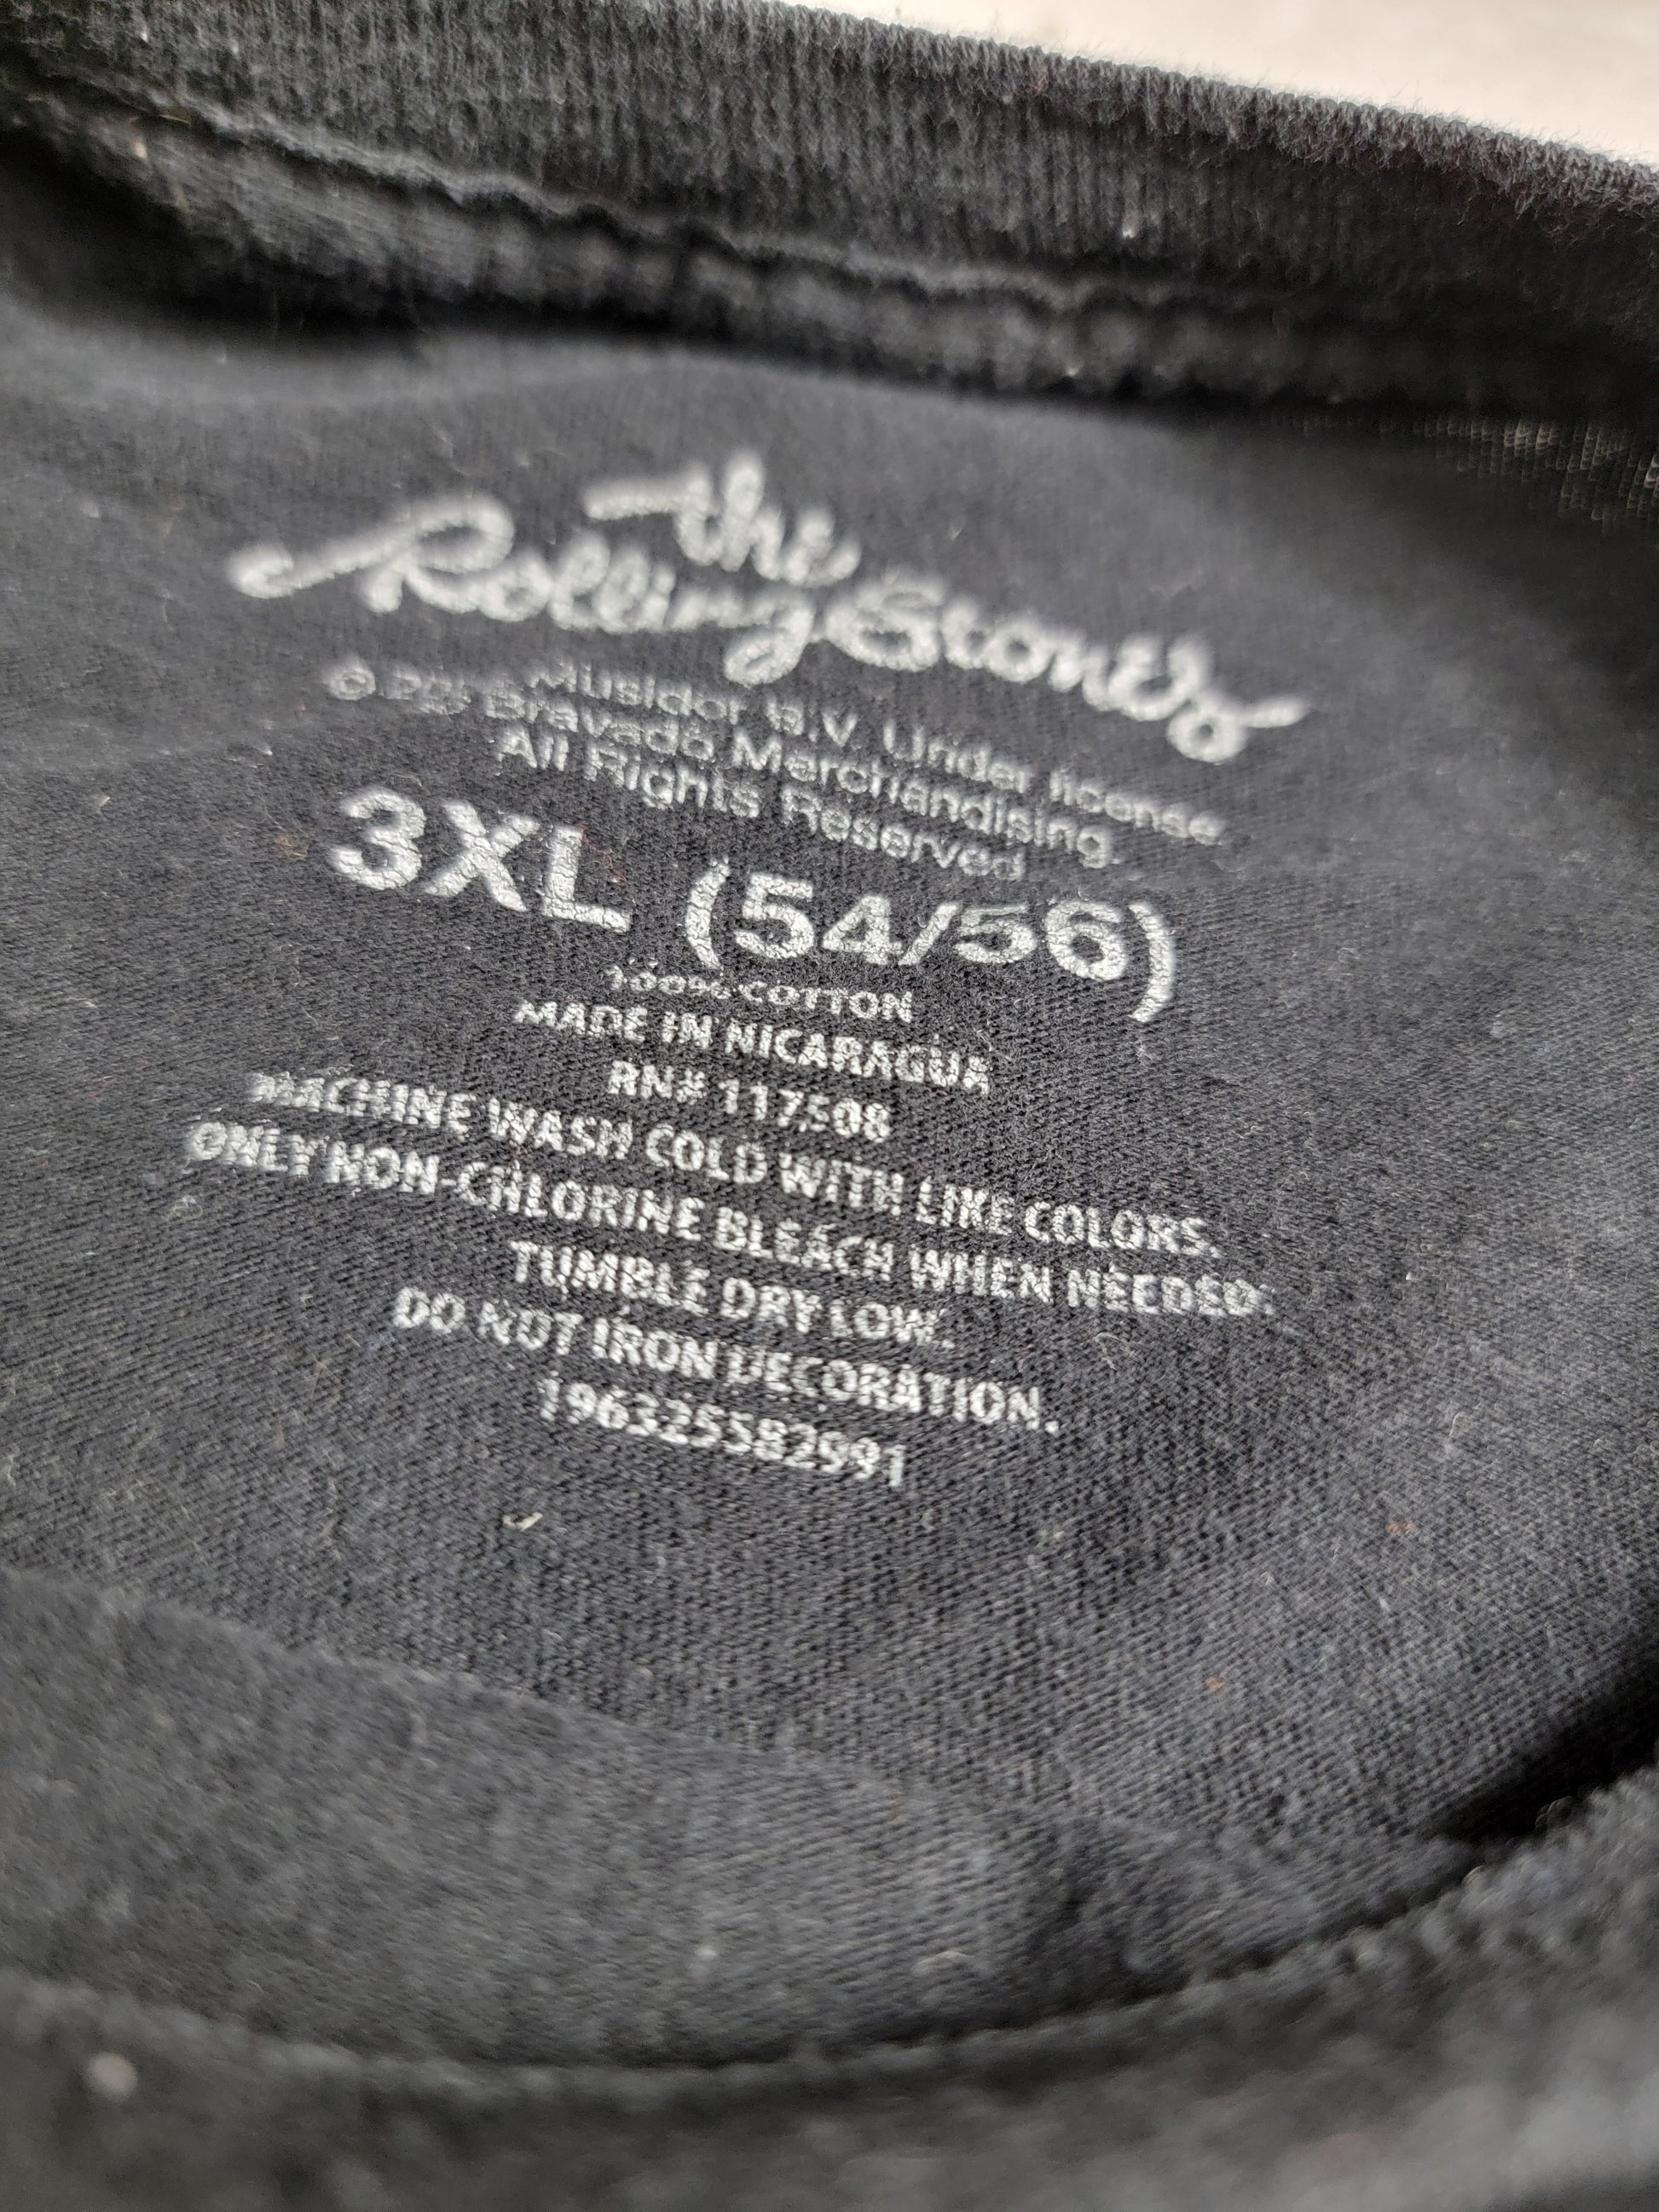 the
Rolling Stones
© Musidor B.V. Under license
Bravado Merchandising.
All Rights Reserved
3XL (54/56)
100% COTTON
MADE IN NICARAGUA
RN# 117508
MACHINE WASH COLD WITH LIKE COLORS.
ONLY NON-CHLORINE BLEACH WHEN NEEDED.
TUMBLE DRY LOW.
DO NOT IRON DECORATION.